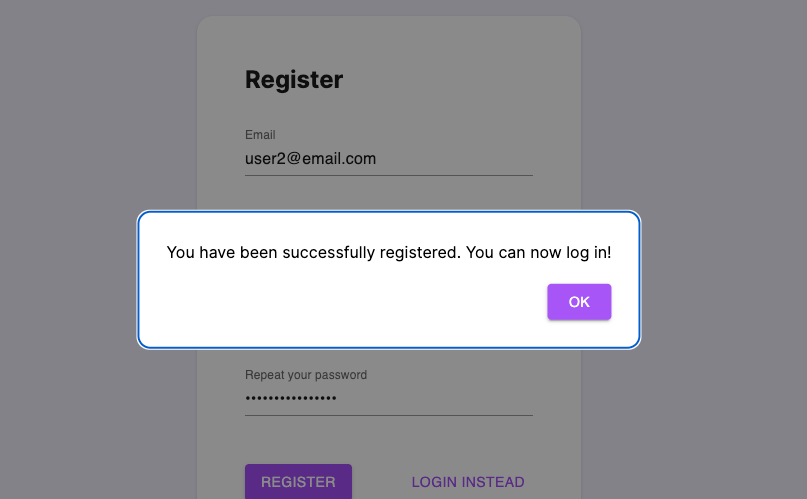 Register
Email
user2@email.com
You have been successfully registered. You can now log in!
OK
Repeat your password
••••••••••••••••
REGISTER
LOGIN INSTEAD